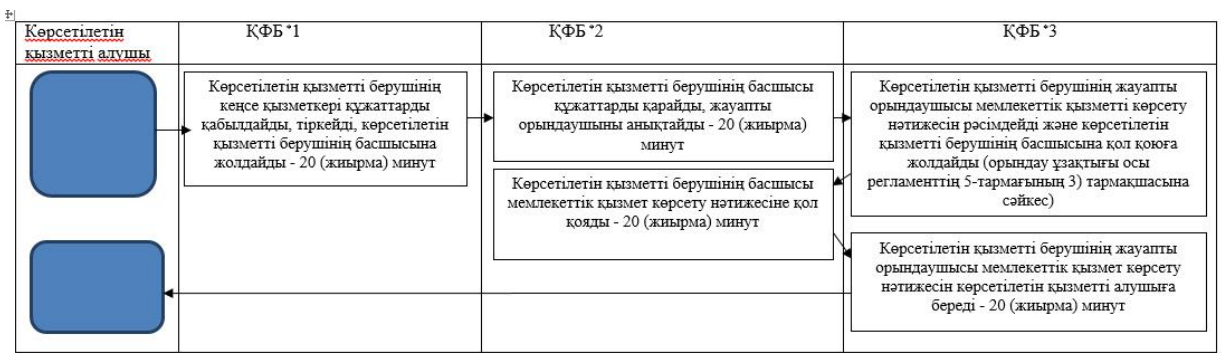 Көрсетілетін
қызметті алушы
ҚФБ *1
ҚФБ *2
ҚФБ *3
Көрсетілетін қызметті берушінің
кеңсе қызметкері құжаттарды
қабылдайды, тіркейді, көрсетілетін
қызметті берушінің басшысына
жолдайды - 20 (жиырма) минут
Көрсетілетін қызметті берушінің басшысы
құжаттарды қарайды, жауапты
орындаушыны анықтайды - 20 (жиырма)
минут
Көрсетілетін қызметті берушінің жауапты
орындаушысы мемлекеттік қызметті көрсету
нәтижесін рәсімдейді және көрсетілетін
қызметті берушінің басшысына қол қоюға
жолдайды (орындау ұзақтығы осы
регламенттің 5-тармағының 3) тармақшасына
сәйкес)
Көрсетілетін қызметті берушінің басшысы
мемлекеттік қызмет көрсету нәтижесіне қол
қояды - 20 (жиырма) минут
Көрсетілетін қызметті берушінің жауапты
орындаушысы мемлекеттік қызмет көрсету
нәтижесін көрсетілетін қызметті алушыға
береді - 20 (жиырма) минут